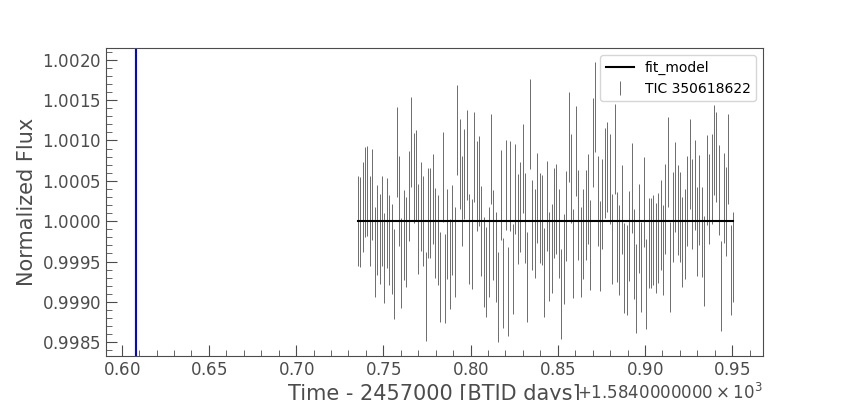 1.0020
1.0015
1.0010
1.0005
1.0000
0.9995
0.9990
0.9985
Normalized Flux
fit_model
TIC 350618622
0.60 0.65 0.70 0.75 0.80 0.85 0.90 0.95
Time - 2457000 [BTJD days]
+1.5840000000 × 10³